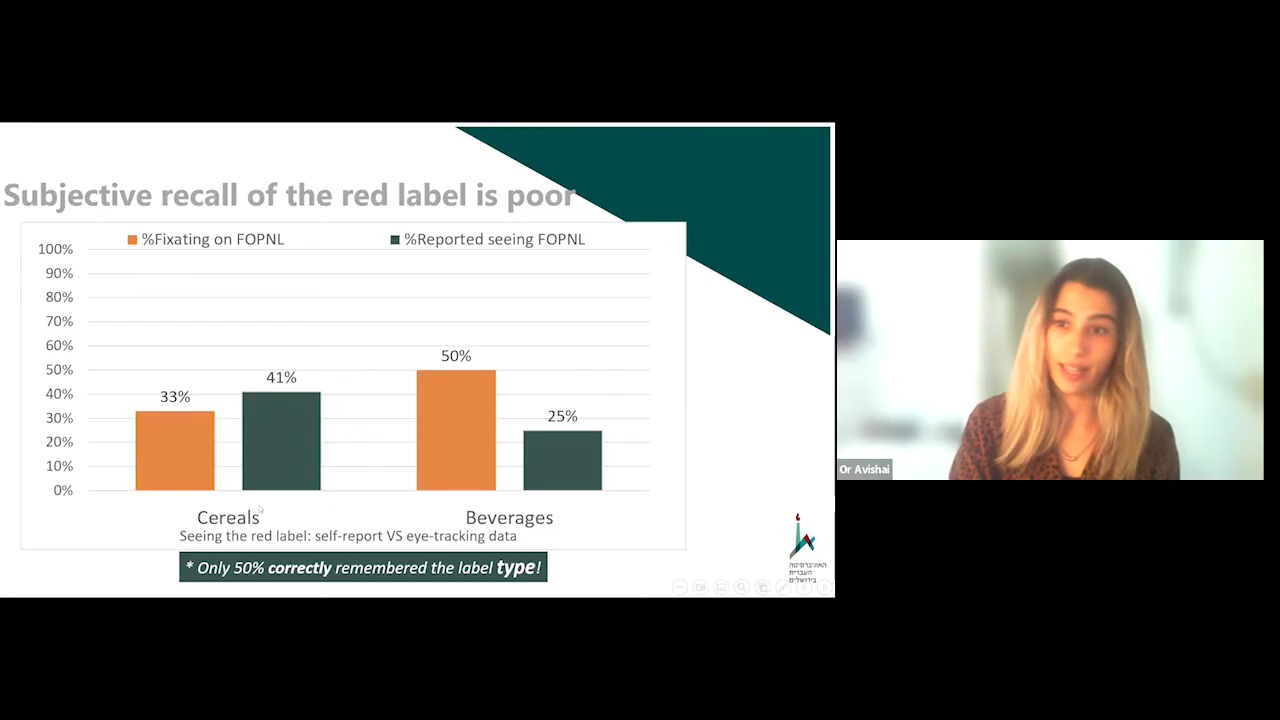 Subjective recall of the red label is poor
%Fixating on FOPNL
%Reported seeing FOPNL
100%
90%
80%
70%
60%
50%
40%
30%
20%
10%
0%
33%
41%
50%
25%
Cereals
Beverages
Seeing the red label: self-report VS eye-tracking data
* Only 50% correctly remembered the label type!
האוניברסיטה
העברית
בירושלים
Or Avishai